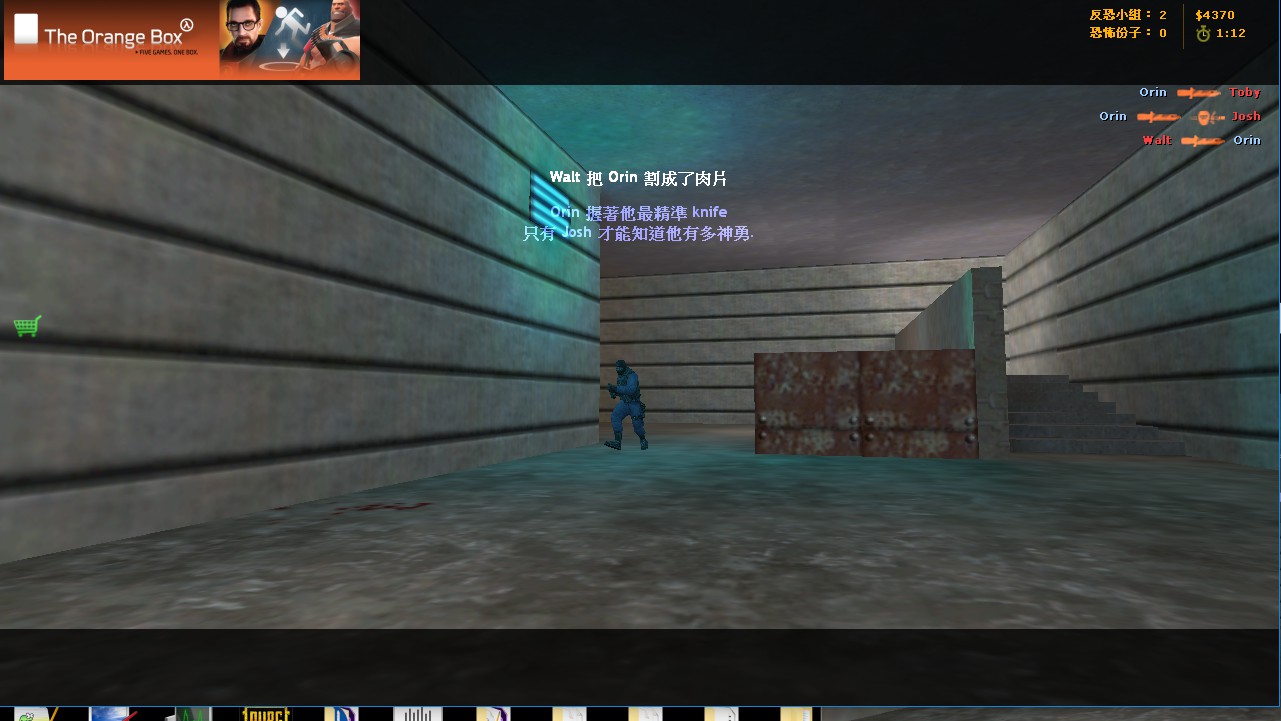 The Orange Box
• FIVE GAMES. ONE BOX.
反恐小組： 2
恐怖份子： 0
$4370
1:12
Orin Toby
Orin Josh
Walt Orin
Walt 把 Orin 割成了肉片
Orin 握著他最精準 knife
只有 Josh 才能知道他有多神勇.